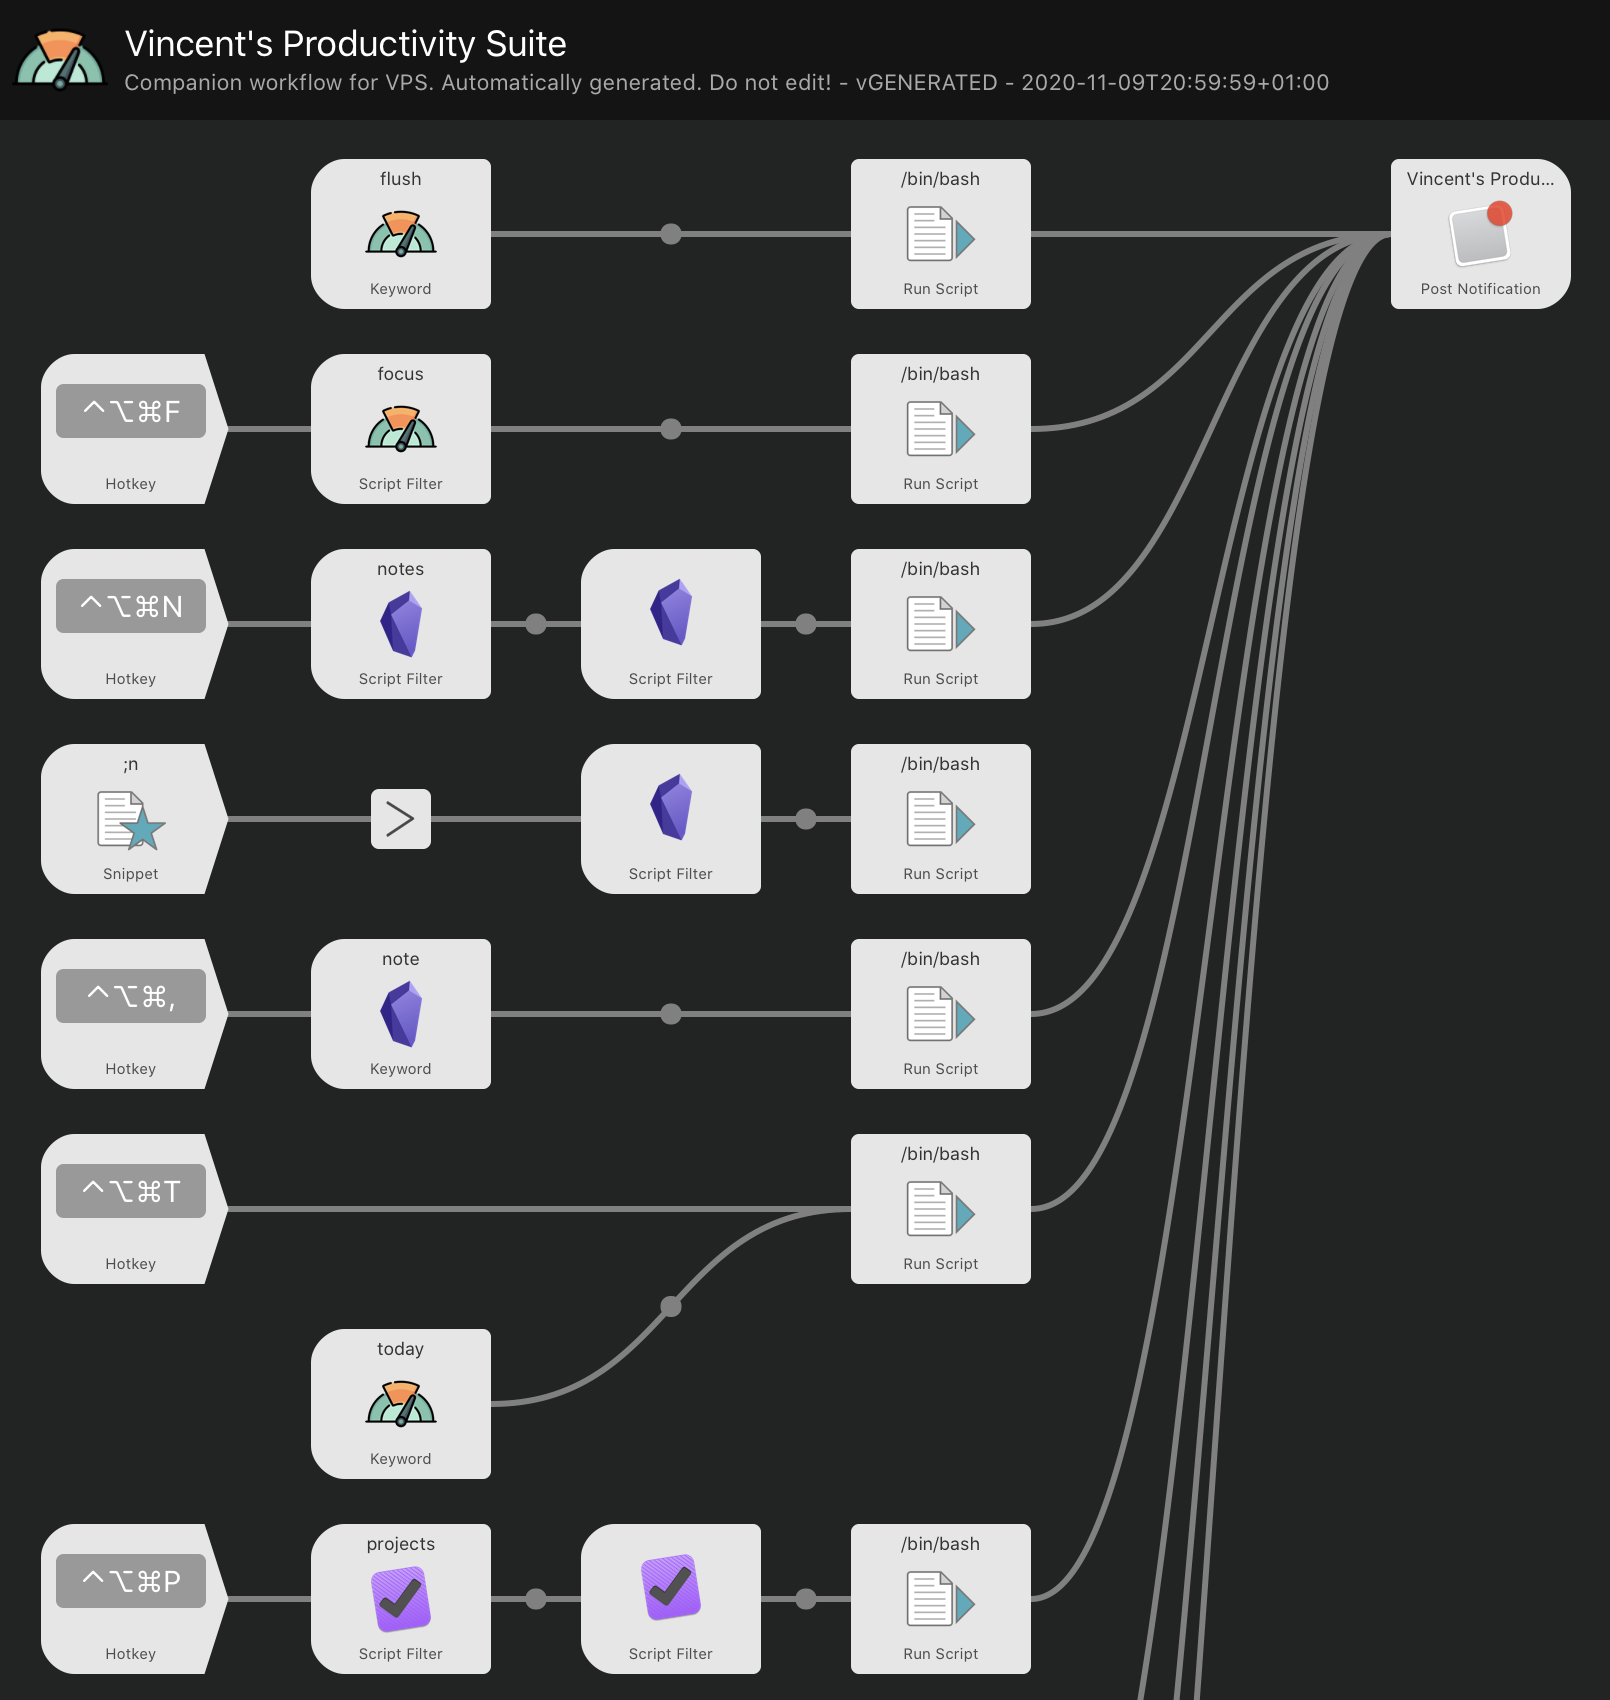 Vincent's Productivity Suite
Companion workflow for VPS. Automatically generated. Do not edit! - vGENERATED - 2020-11-09T20:59:59+01:00
flush
Keyword
/bin/bash
Run Script
Vincent's Produ...
Post Notification
^⌥⌘F
Hotkey
focus
Script Filter
/bin/bash
Run Script
^⌥⌘N
Hotkey
notes
Script Filter
Script Filter
/bin/bash
Run Script
;n
Snippet
Script Filter
/bin/bash
Run Script
^⌥⌘,
Hotkey
note
Keyword
/bin/bash
Run Script
^⌥⌘T
Hotkey
/bin/bash
Run Script
today
Keyword
^⌥⌘P
Hotkey
projects
Script Filter
Script Filter
/bin/bash
Run Script